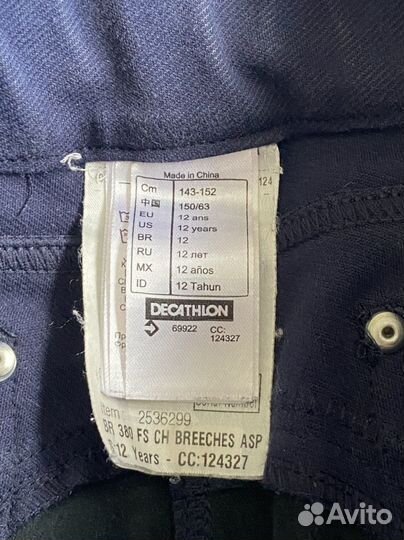 Made in China
124
Cm 143-152
中国 150/63
EU 12 ans
US 12 years
BR 12
RU 12 лет
MX 12 años
ID 12 Tahun
DECATHLON
69922 CC:
124327
Item: 2536299
BR 380 FS CH BREECHES ASP
12 Years - CC:124327
Avito